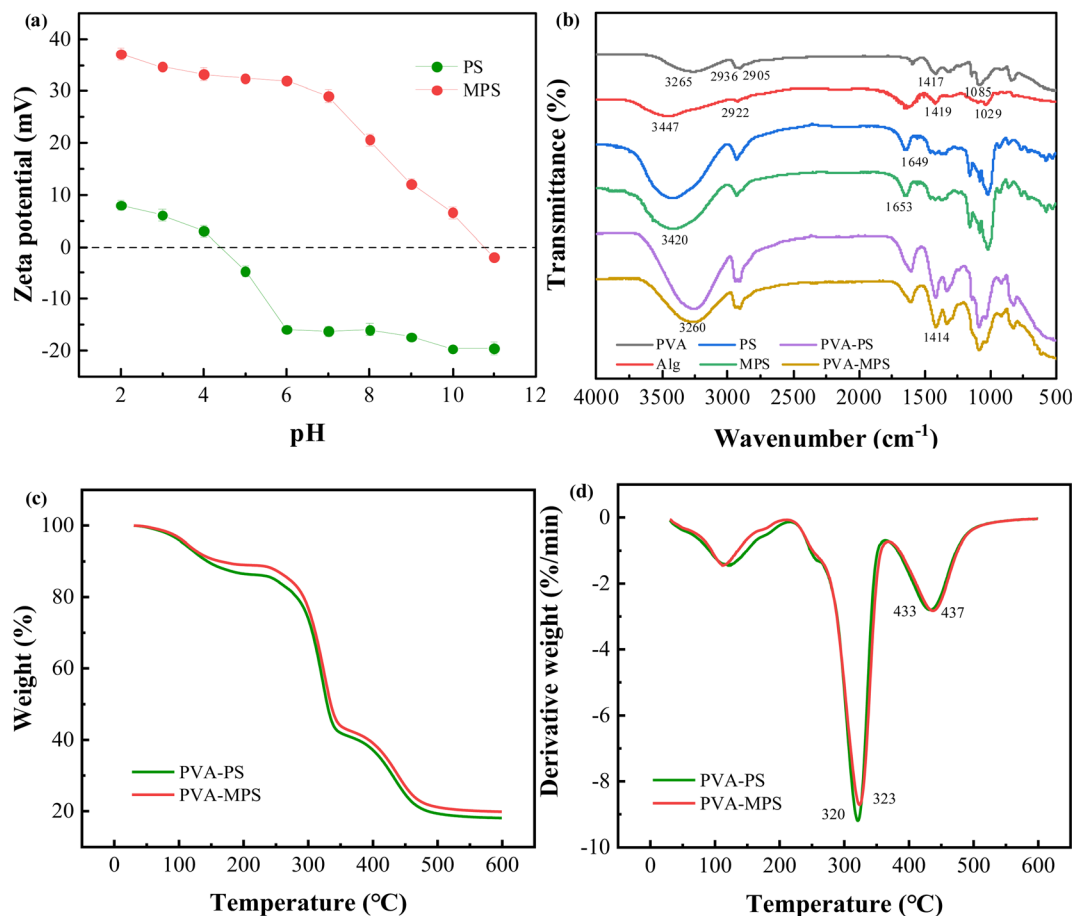 (a)
40
30
20
10
0
-10
-20
2 4 6 8 10 12
Zeta potential (mV)
pH
PS
MPS
(b)
Transmittance (%)
3265 2936 2905 1417 1085
3447 2922 1419 1029
1649
1653
3420
3260 1414
PVA PS PVA-PS
Alg MPS PVA-MPS
4000 3500 3000 2500 2000 1500 1000 500
Wavenumber (cm⁻¹)
(c)
100
80
60
40
20
0 100 200 300 400 500 600
Weight (%)
Temperature (℃)
PVA-PS
PVA-MPS
(d)
0
-2
-4
-6
-8
-10
0 100 200 300 400 500 600
Derivative weight (%/min)
Temperature (℃)
433 437
320 323
PVA-PS
PVA-MPS